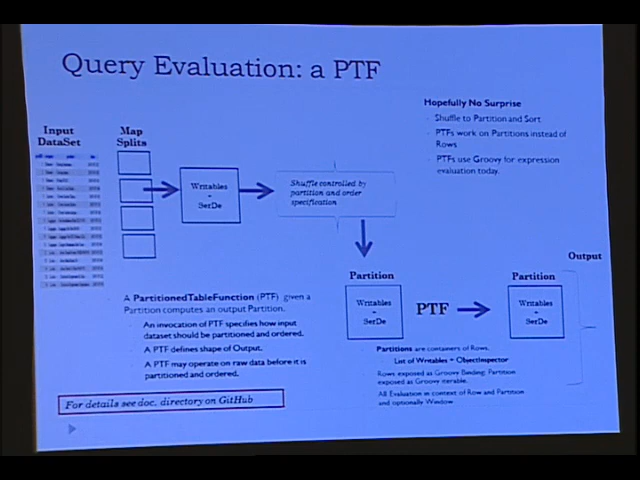 Query Evaluation: a PTF
Hopefully No Surprise
Shuffle to Partition and Sort.
PTFs work on Partitions instead of
Rows
PTFs use Groovy for expression
evaluation today.
Input
DataSet
Map
Splits
Writables
+
SerDe
Shuffle controlled by
partition and order
specification
Output
Partition
Writables
+
SerDe
PTF
Partition
Writables
+
SerDe
A PartitionedTableFunction (PTF) given a
Partition computes an output Partition.
An invocation of PTF specifies how input
dataset should be partitioned and ordered.
A PTF defines shape of Output.
A PTF may operate on raw data before it is
partitioned and ordered.
Partitions are containers of Rows.
List of Writables + ObjectInspector
Rows exposed as Groovy Binding; Partition
exposed as Groovy iterable.
All Evaluation in context of Row and Partition
and optionally Window
For details see doc. directory on GitHub